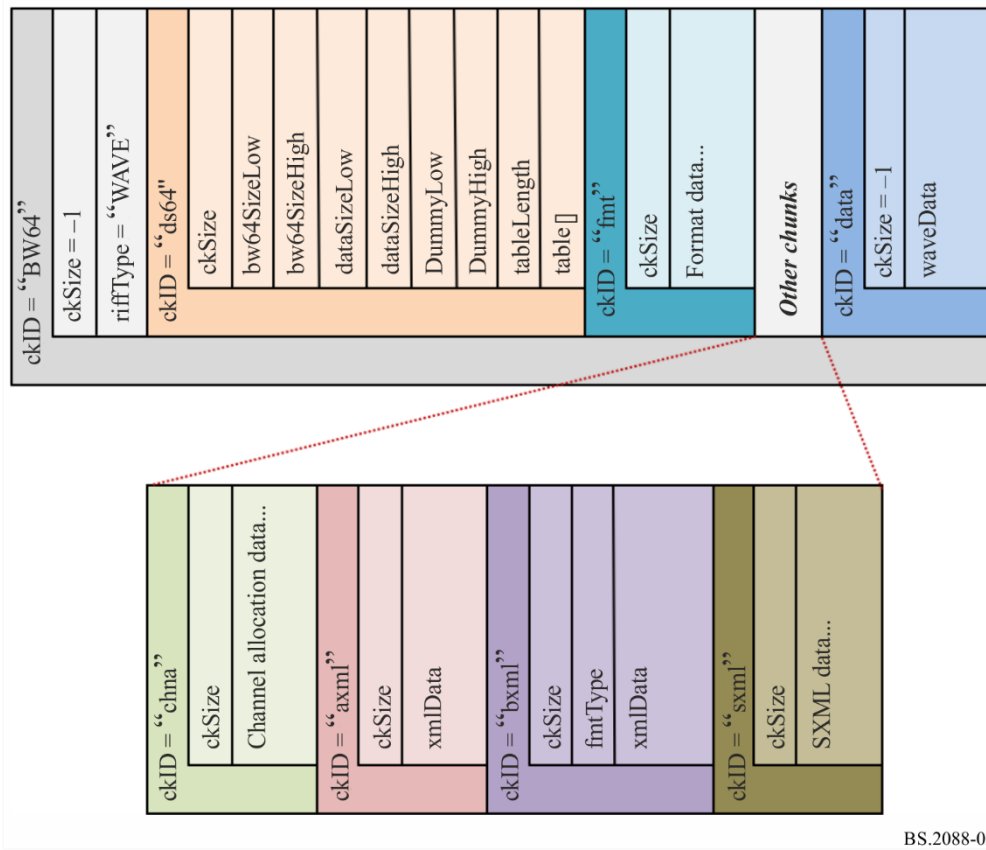 ckID = “BW64”
ckSize = –1
riffType = “WAVE”
ckID = “ds64"
ckSize
bw64SizeLow
bw64SizeHigh
dataSizeLow
dataSizeHigh
DummyLow
DummyHigh
tableLength
table[]
ckID = “fmt”
ckSize
Format data...
Other chunks
ckID = “data”
ckSize = –1
waveData
ckID = “chna”
ckSize
Channel allocation data...
ckID = “axml”
ckSize
xmlData
ckID = “bxml”
ckSize
fmtType
xmlData
ckID = “sxml”
ckSize
SXML data...
BS.2088-0